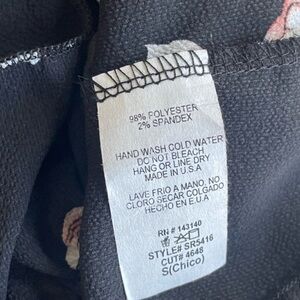 98% POLYESTER
2% SPANDEX
HAND WASH COLD WATER
DO NOT BLEACH
HANG OR LINE DRY
MADE IN U.S.A
LAVE FRIO A MANO, NO
CLORO SECAR COLGADO
HECHO EN E.U.A
RN # 143140
STYLE# SR5416
CUT# 4648
S(Chico)